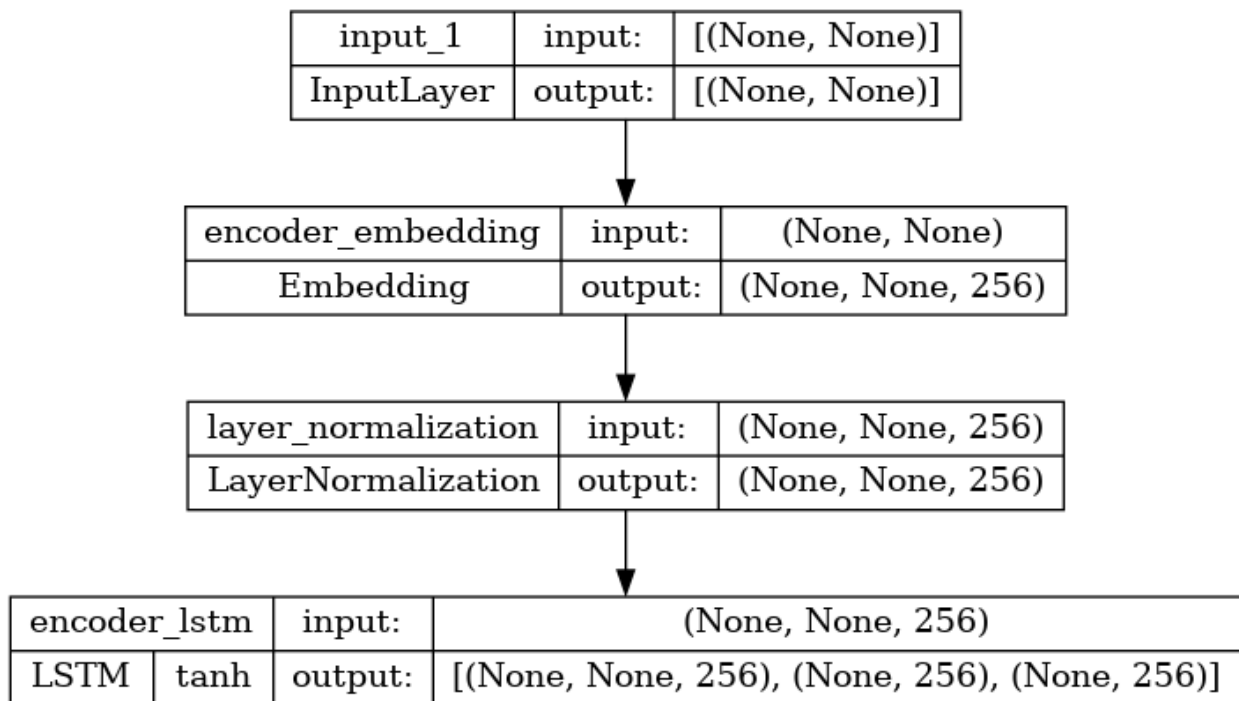 input_1 input: [(None, None)]
InputLayer output: [(None, None)]
encoder_embedding input: (None, None)
Embedding output: (None, None, 256)
layer_normalization input: (None, None, 256)
LayerNormalization output: (None, None, 256)
encoder_lstm input: (None, None, 256)
LSTM tanh output: [(None, None, 256), (None, 256), (None, 256)]